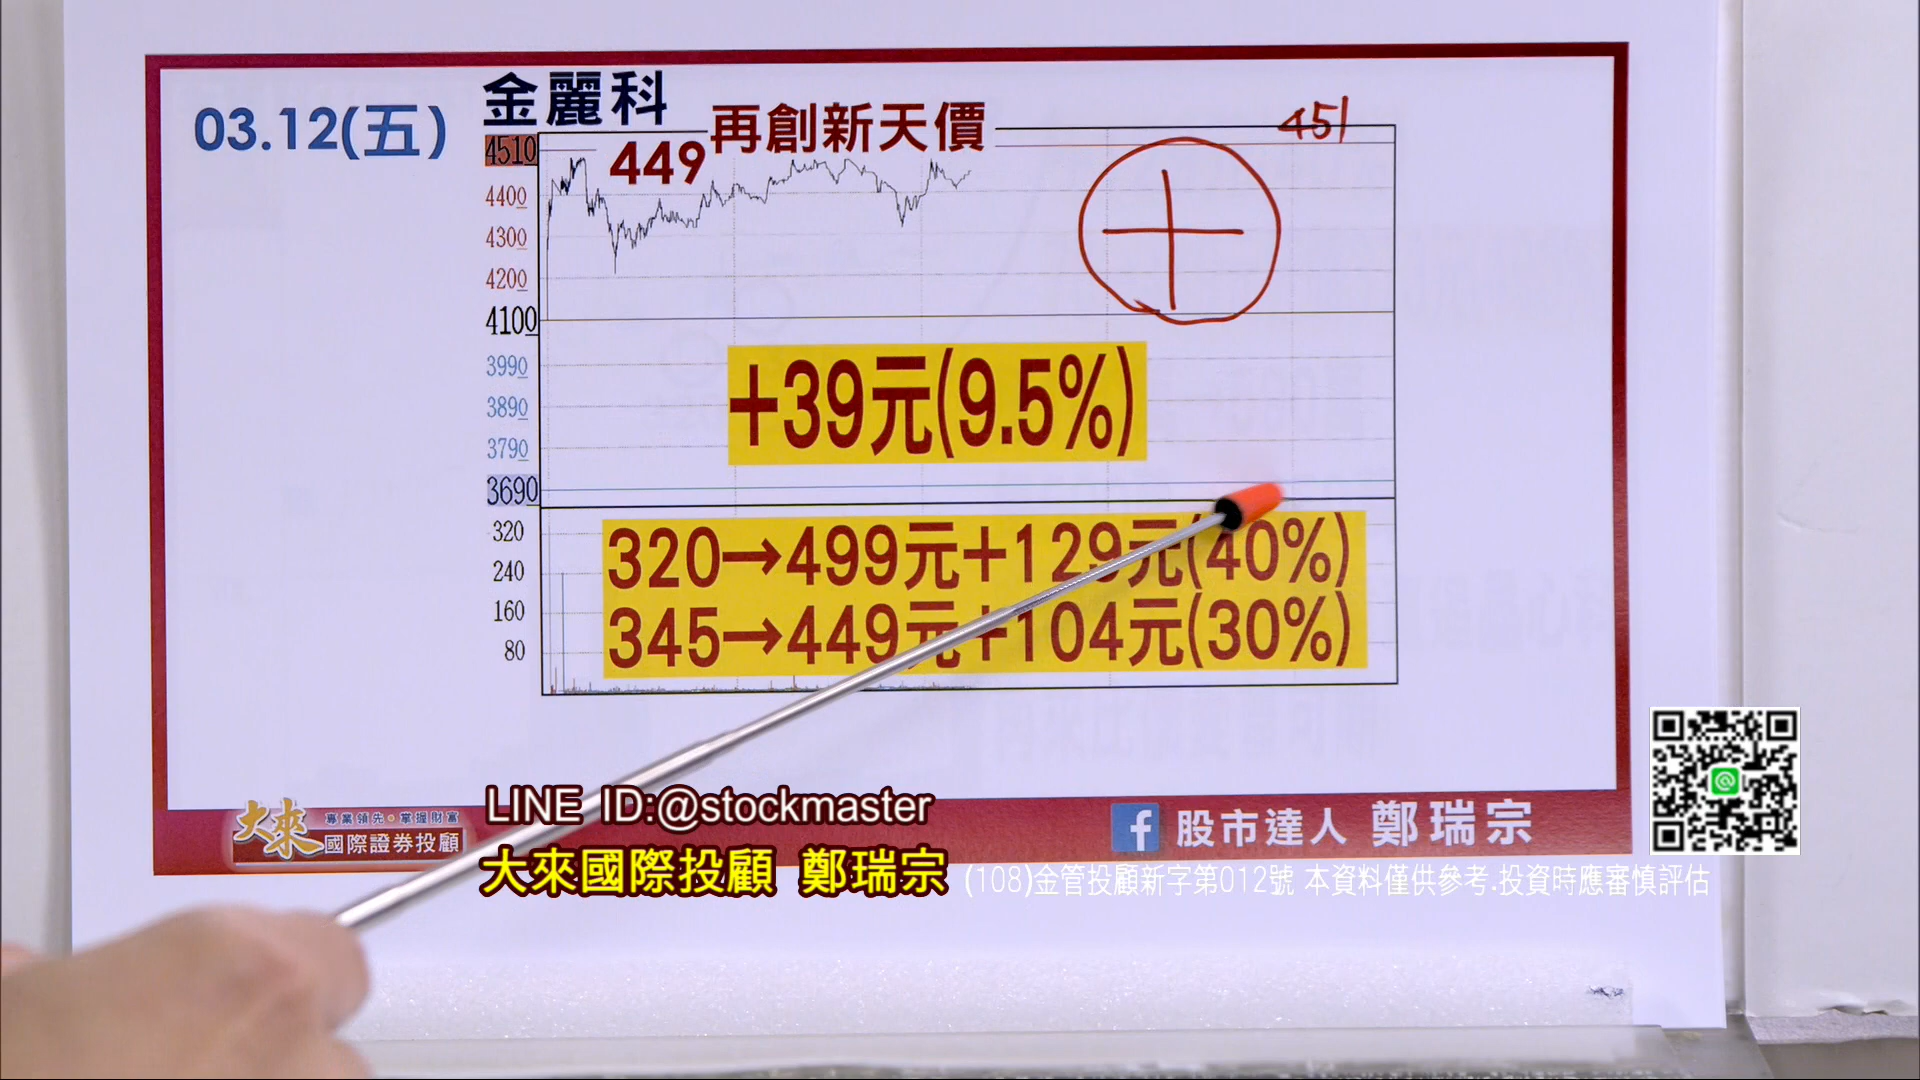 03.12(五)
金麗科
再創新天價
449
451
4510
4400
4300
4200
4100
3990
3890
3790
3690
320
240
160
80
+39元(9.5%)
320→499元+129元(40%)
345→449元+104元(30%)
大來
專業領先。掌握財富
國際證券投顧
LINE ID:@stockmaster
大來國際投顧 鄭瑞宗
股市達人 鄭瑞宗
(108)金管投顧新字第012號 本資料僅供參考.投資時應審慎評估